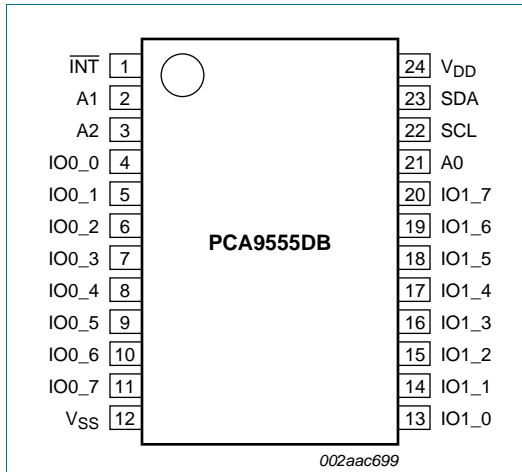 INT 1 24 VDD
A1 2 23 SDA
A2 3 22 SCL
IO0_0 4 21 A0
IO0_1 5 20 IO1_7
IO0_2 6 19 IO1_6
PCA9555DB
IO0_3 7 18 IO1_5
IO0_4 8 17 IO1_4
IO0_5 9 16 IO1_3
IO0_6 10 15 IO1_2
IO0_7 11 14 IO1_1
VSS 12 13 IO1_0
002aac699